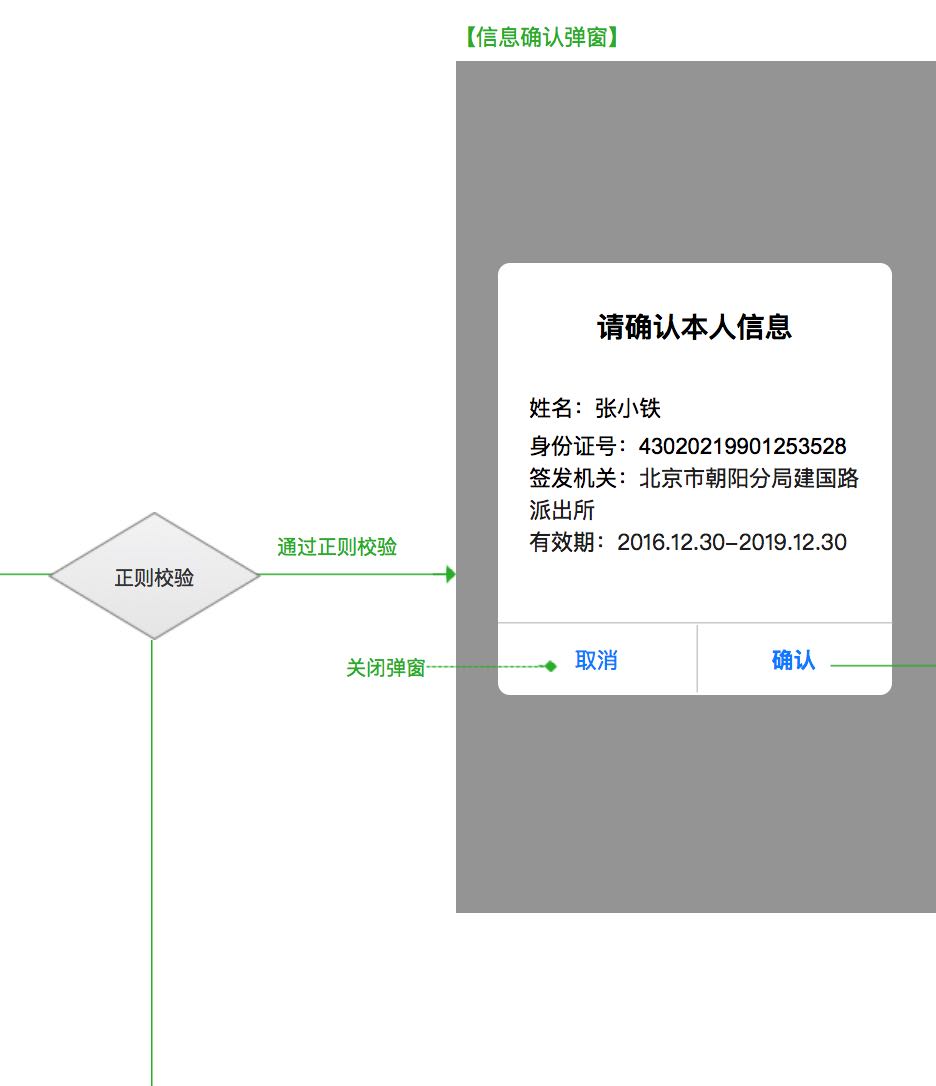 【信息确认弹窗】
请确认本人信息
姓名：张小铁
身份证号：43020219901253528
签发机关：北京市朝阳分局建国路
派出所
有效期：2016.12.30-2019.12.30
通过正则校验
正则校验
关闭弹窗
取消
确认